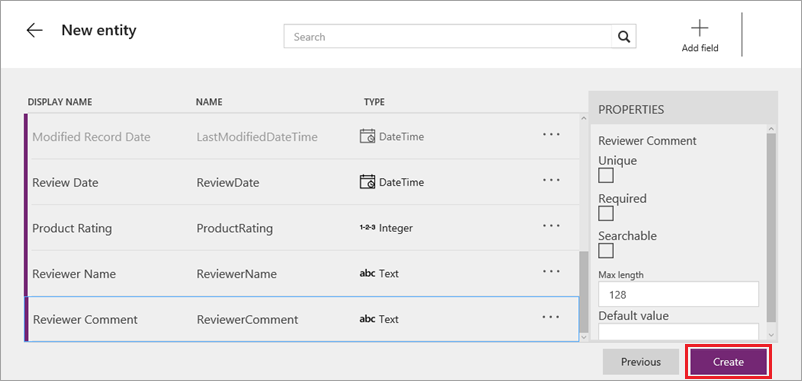 New entity
Search
Add field
DISPLAY NAME NAME TYPE
Modified Record Date LastModifiedDateTime DateTime ...
Review Date ReviewDate DateTime ...
Product Rating ProductRating 1-2-3 Integer ...
Reviewer Name ReviewerName abc Text ...
Reviewer Comment ReviewerComment abc Text ...
PROPERTIES
Reviewer Comment
Unique
Required
Searchable
Max length
128
Default value
Previous Create